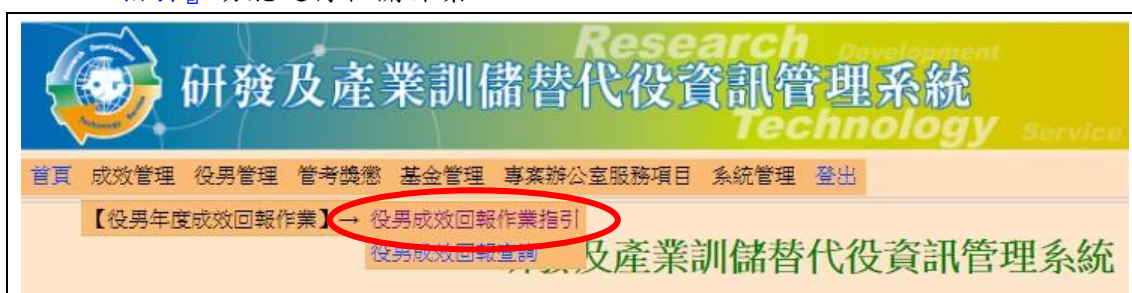 Research Development
研發及產業訓儲替代役資訊管理系統
Technology Service
首頁 成效管理 役男管理 管考獎懲 基金管理 專案辦公室服務項目 系統管理 登出
【役男年度成效回報作業】→ 役男成效回報作業指引
役男成效回報查詢
及產業訓儲替代役資訊管理系統